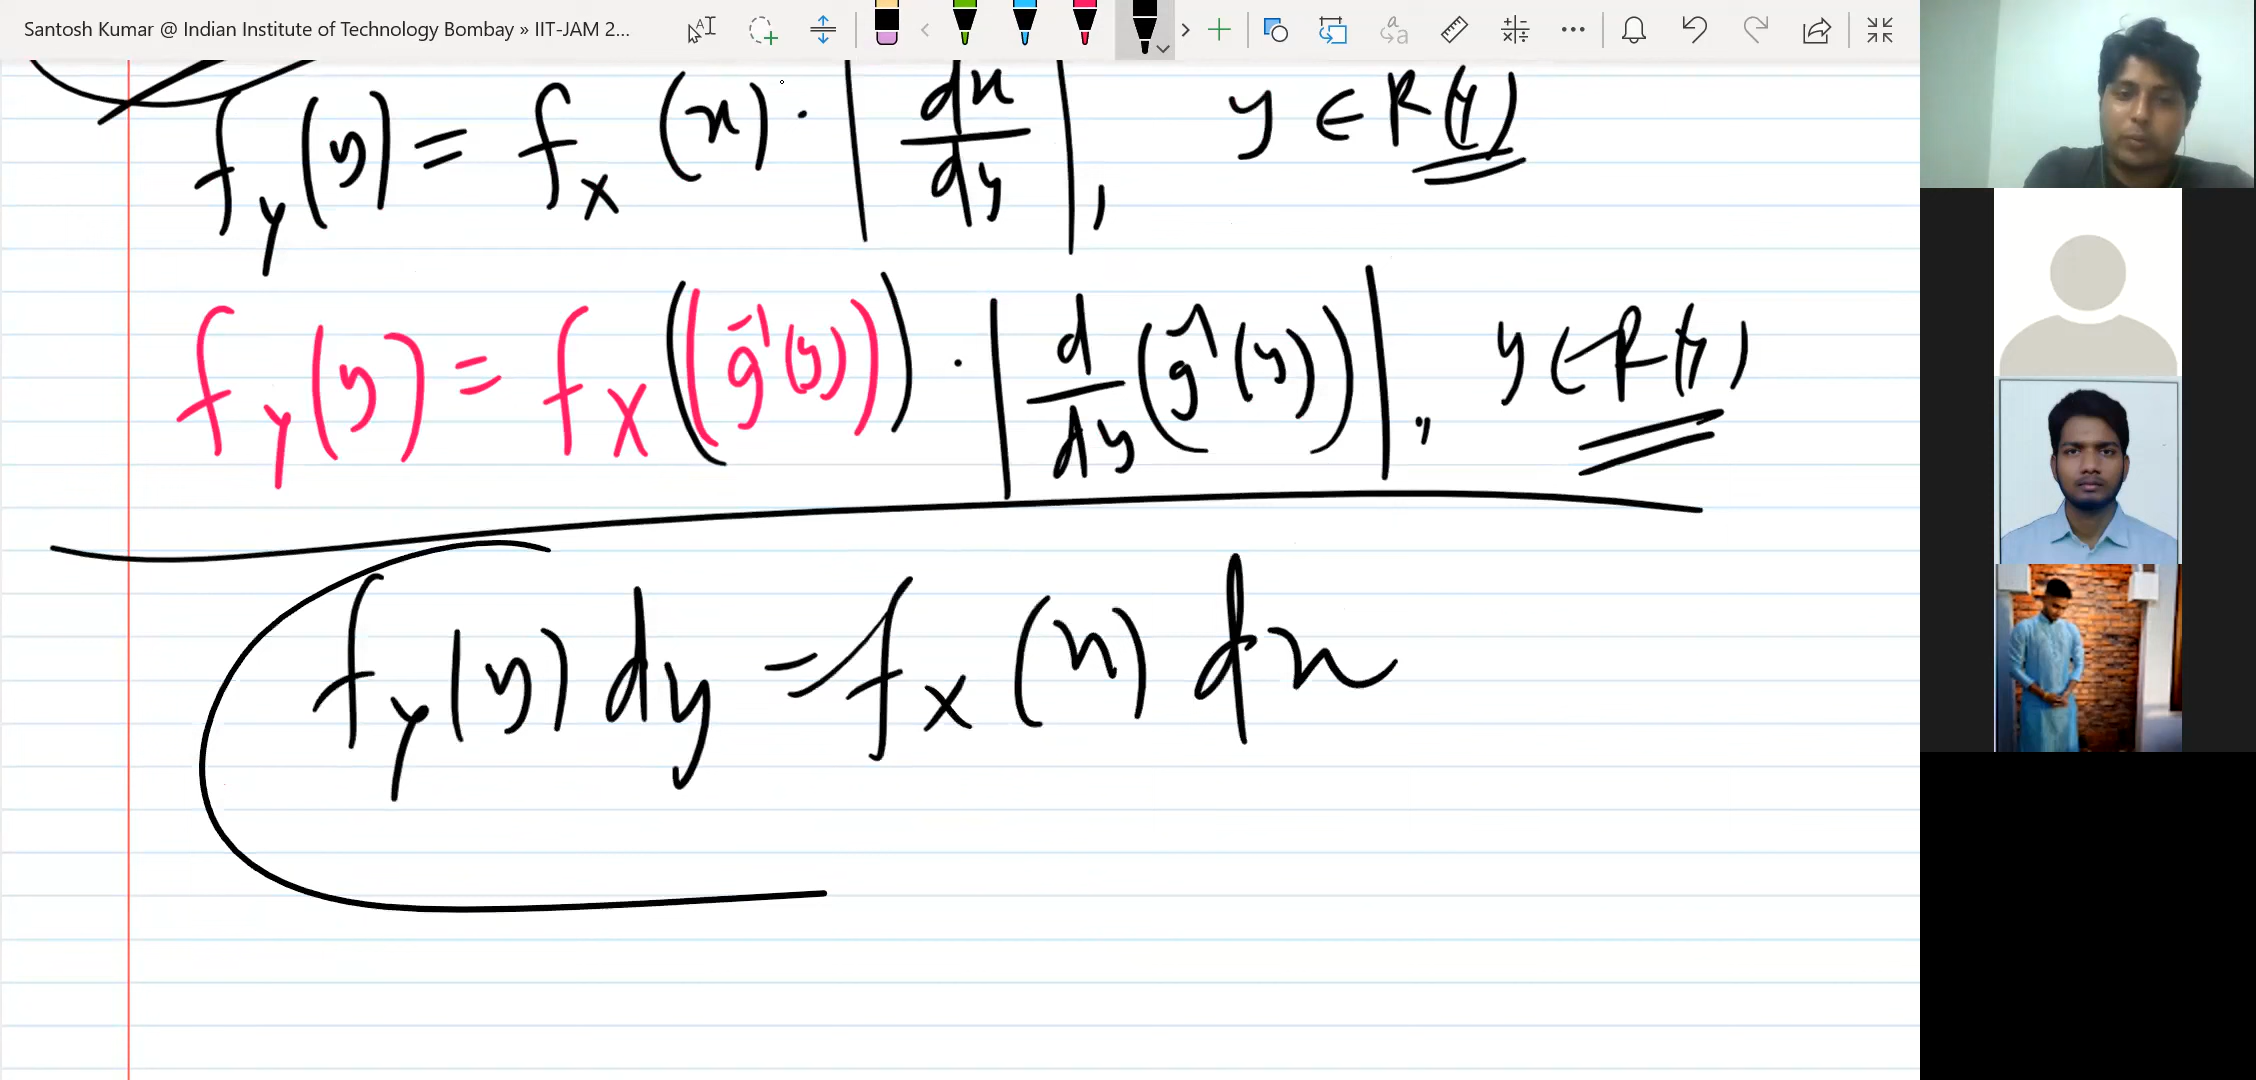 Santosh Kumar @ Indian Institute of Technology Bombay » IIT-JAM 2...
f_Y(y) = f_X(x) · |dx/dy|, y ∈ R(Y)
f_Y(y) = f_X((g⁻¹(y))) · |d/dy (g⁻¹(y))|, y ∈ R(Y)
f_Y(y) dy = f_X(x) dx